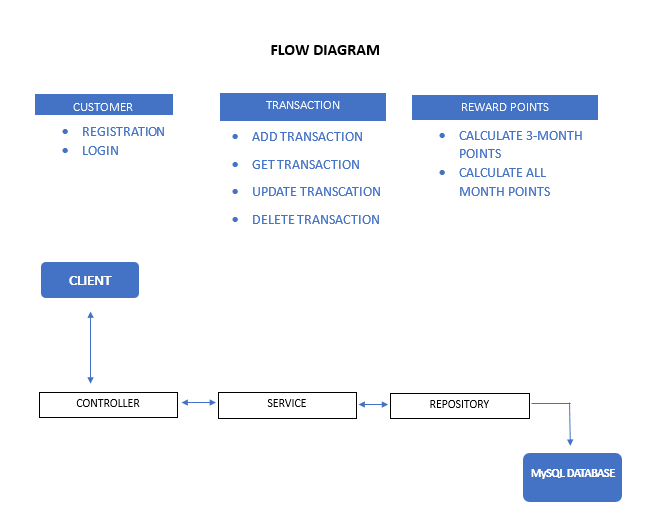 FLOW DIAGRAM
CUSTOMER
REGISTRATION
LOGIN
TRANSACTION
ADD TRANSACTION
GET TRANSACTION
UPDATE TRANSCATION
DELETE TRANSACTION
REWARD POINTS
CALCULATE 3-MONTH
POINTS
CALCULATE ALL
MONTH POINTS
CLIENT
CONTROLLER
SERVICE
REPOSITORY
MySQL DATABASE